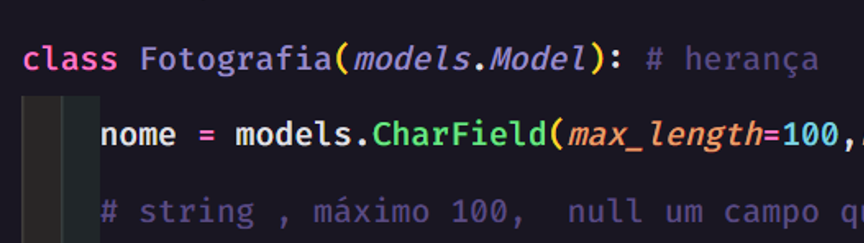 class Fotografia(models.Model): # herança
nome = models.CharField(max_length=100,
# string , máximo 100,  null um campo